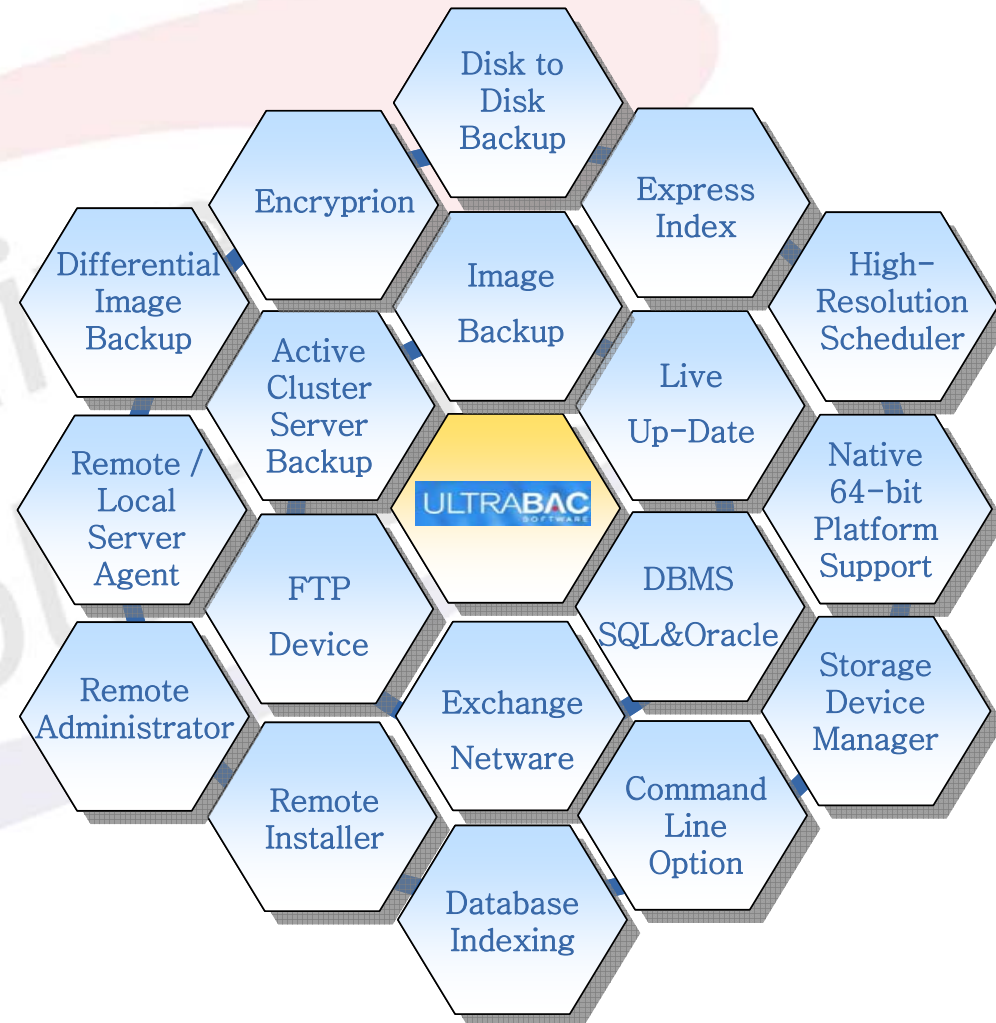 Disk to
Disk
Backup
Encryprion
Express
Index
Differential
Image
Backup
Image
Backup
High-
Resolution
Scheduler
Active
Cluster
Server
Backup
Live
Up-Date
Remote /
Local
Server
Agent
ULTRABAC
SOFTWARE
Native
64-bit
Platform
Support
FTP
Device
DBMS
SQL&Oracle
Remote
Administrator
Exchange
Netware
Storage
Device
Manager
Remote
Installer
Command
Line
Option
Database
Indexing